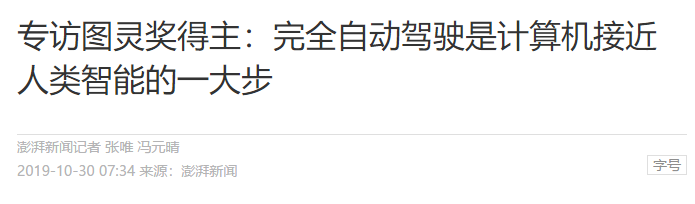 专访图灵奖得主：完全自动驾驶是计算机接近
人类智能的一大步
澎湃新闻记者 张唯 冯元晴
2019-10-30 07:34 来源：澎湃新闻
字号